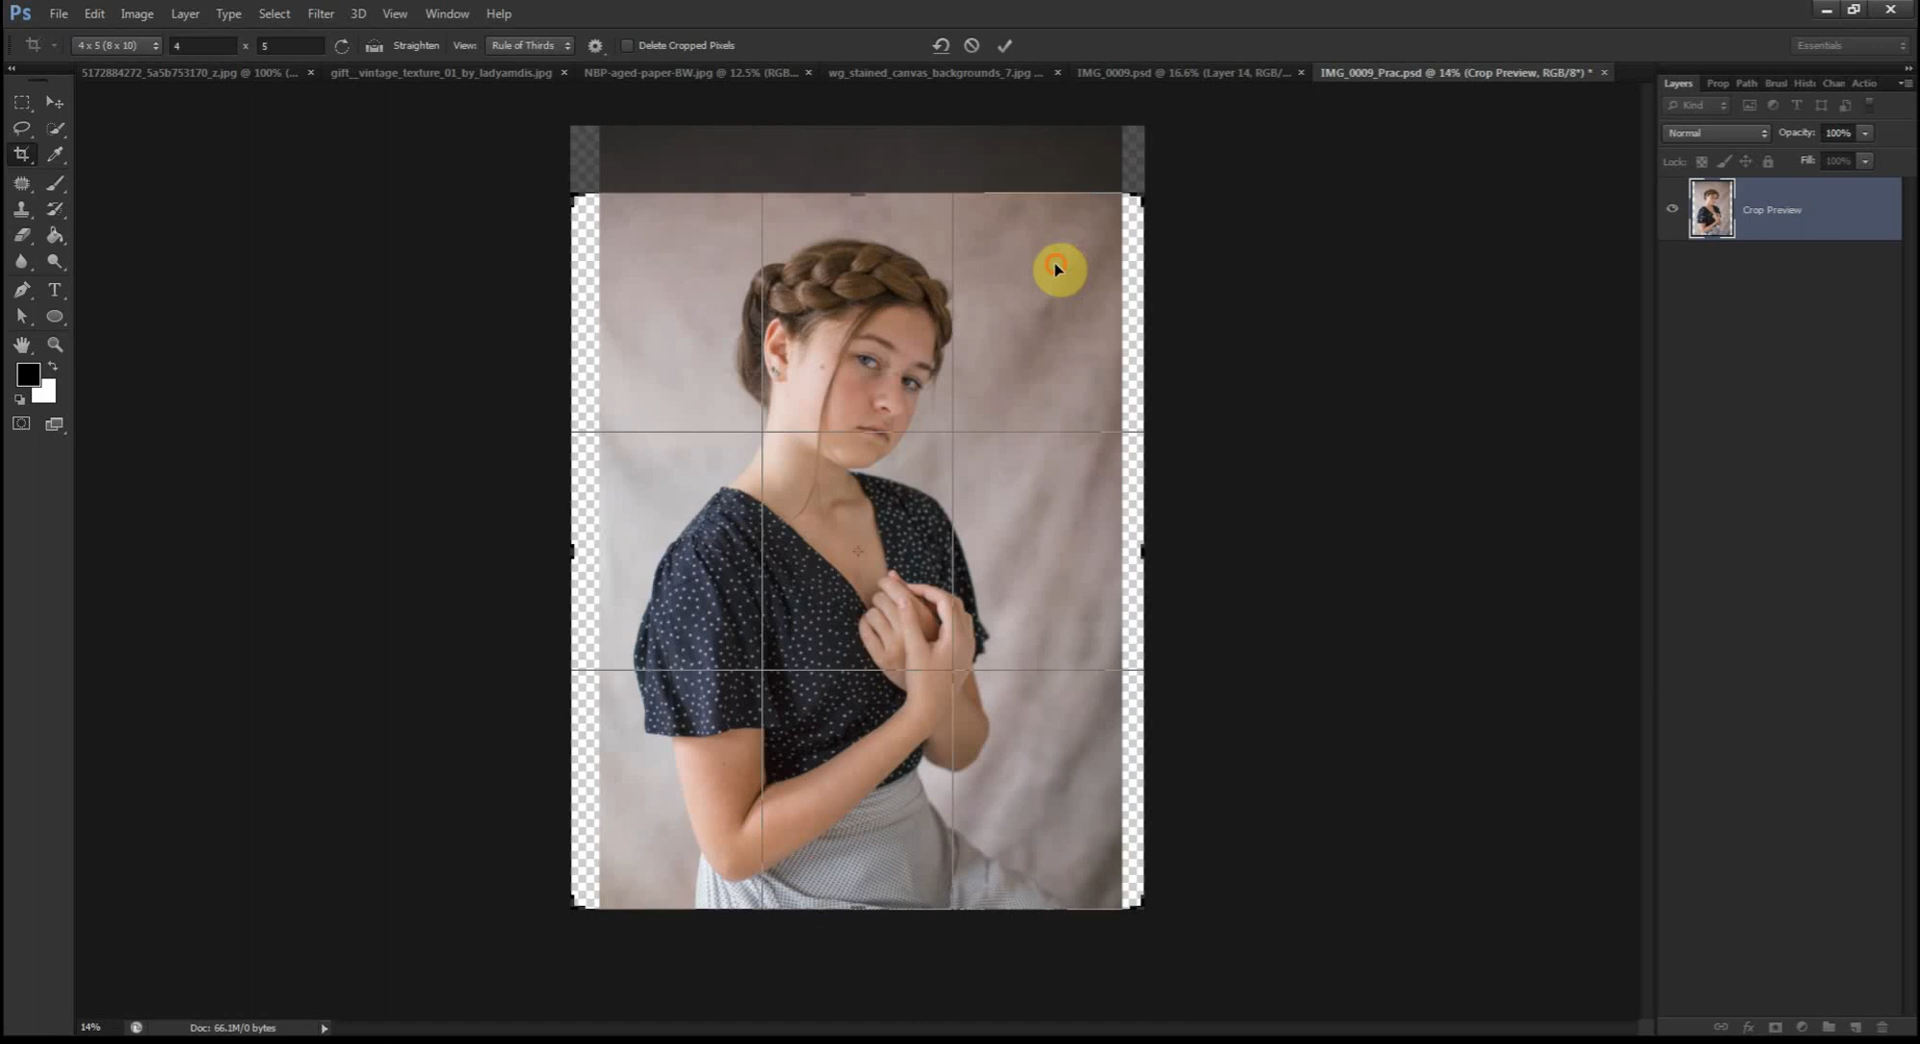 Ps File Edit Image Layer Type Select Filter 3D View Window Help
4 x 5 (8 x 10) 4 x 5 Straighten View: Rule of Thirds Delete Cropped Pixels Essentials
5172884272_5a5b753170_z.jpg @ 100% (... × gift__vintage_texture_01_by_ladyamdis.jpg × NBP-aged-paper-BW.jpg @ 12.5% (RGB... × wg_stained_canvas_backgrounds_7.jpg ... × IMG_0009.psd @ 16.6% (Layer 14, RGB/... × IMG_0009_Prac.psd @ 14% (Crop Preview, RGB/8*) * ×
Layers Prop Path Brusl Hist Chan Actio
Kind
Normal Opacity: 100%
Lock: Fill: 100%
Crop Preview
14% Doc: 66.1M/0 bytes